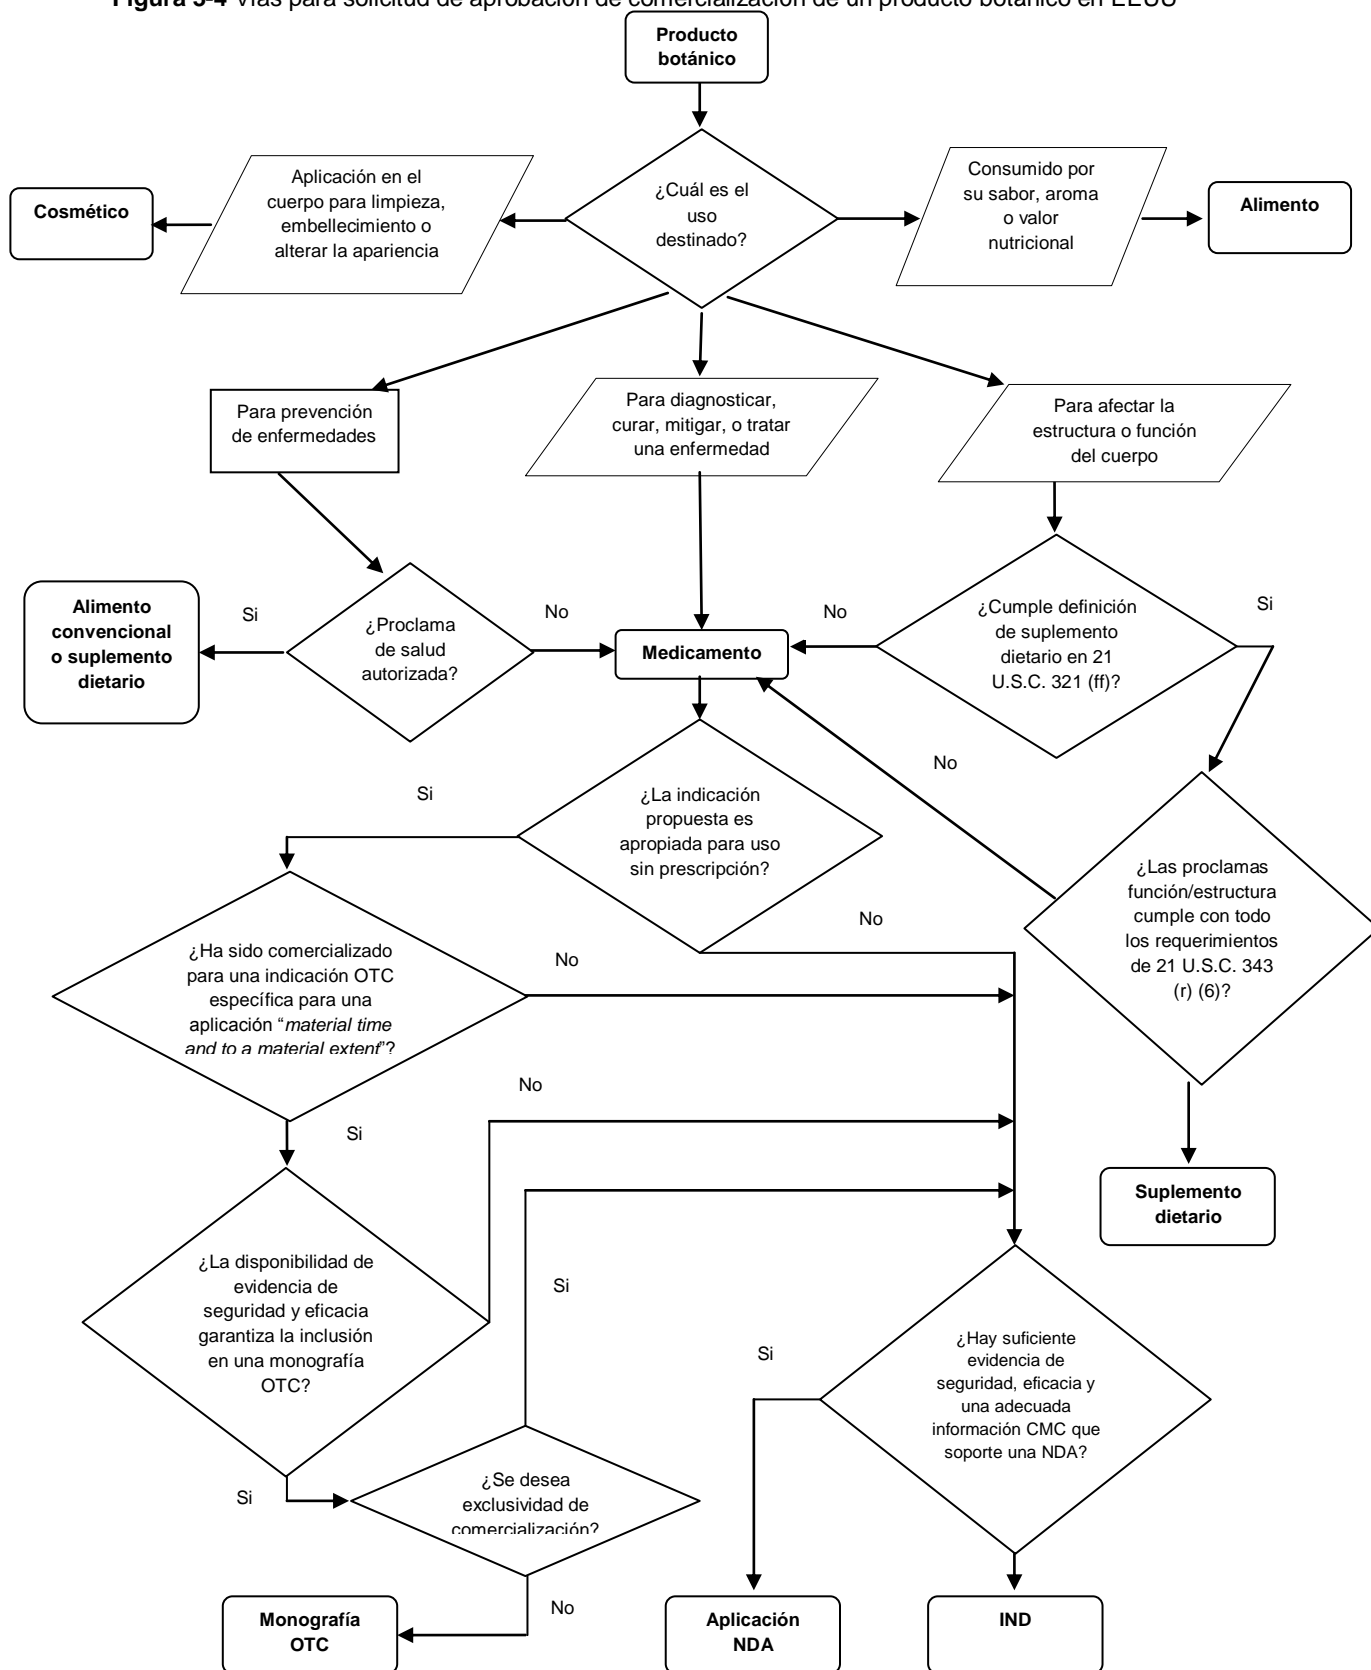 Figura 3-4 Vías para solicitud de aprobación de comercialización de un producto botánico en EEUU
Producto
botánico
Aplicación en el
cuerpo para limpieza,
embellecimiento o
alterar la apariencia
Cosmético
¿Cuál es el
uso
destinado?
Consumido por
su sabor, aroma
o valor
nutricional
Alimento
Para prevención
de enfermedades
Para diagnosticar,
curar, mitigar, o tratar
una enfermedad
Para afectar la
estructura o función
del cuerpo
Alimento
convencional
o suplemento
dietario
Si
¿Proclama
de salud
autorizada?
No
Medicamento
No
¿Cumple definición
de suplemento
dietario en 21
U.S.C. 321 (ff)?
Si
No
Si
¿La indicación
propuesta es
apropiada para uso
sin prescripción?
No
¿Las proclamas
función/estructura
cumple con todo
los requerimientos
de 21 U.S.C. 343
(r) (6)?
¿Ha sido comercializado
para una indicación OTC
específica para una
aplicación “material time
and to a material extent”?
No
No
Si
Suplemento
dietario
¿La disponibilidad de
evidencia de
seguridad y eficacia
garantiza la inclusión
en una monografía
OTC?
Si
Si
¿Hay suficiente
evidencia de
seguridad, eficacia y
una adecuada
información CMC que
soporte una NDA?
Si
¿Se desea
exclusividad de
comercialización?
No
Monografía
OTC
Aplicación
NDA
IND